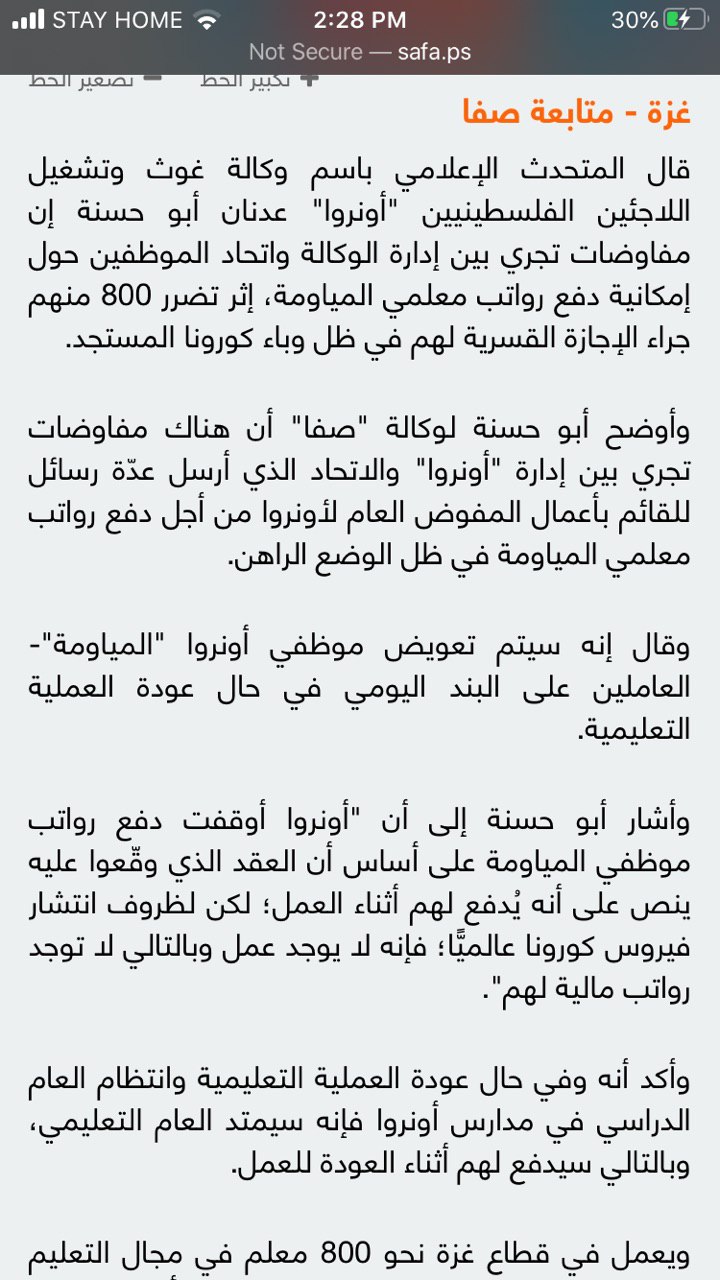 STAY HOME 2:28 PM 30%
Not Secure — safa.ps
تكبير الخط تصغير الخط
غزة - متابعة صفا
قال المتحدث الإعلامي باسم وكالة غوث وتشغيل
اللاجئين الفلسطينيين "أونروا" عدنان أبو حسنة إن
مفاوضات تجري بين إدارة الوكالة واتحاد الموظفين حول
إمكانية دفع رواتب معلمي المياومة، إثر تضرر 800 منهم
جراء الإجازة القسرية لهم في ظل وباء كورونا المستجد.
وأوضح أبو حسنة لوكالة "صفا" أن هناك مفاوضات
تجري بين إدارة "أونروا" والاتحاد الذي أرسل عدّة رسائل
للقائم بأعمال المفوض العام لأونروا من أجل دفع رواتب
معلمي المياومة في ظل الوضع الراهن.
وقال إنه سيتم تعويض موظفي أونروا "المياومة"-
العاملين على البند اليومي في حال عودة العملية
التعليمية.
وأشار أبو حسنة إلى أن "أونروا أوقفت دفع رواتب
موظفي المياومة على أساس أن العقد الذي وقّعوا عليه
ينص على أنه يُدفع لهم أثناء العمل؛ لكن لظروف انتشار
فيروس كورونا عالميًّا؛ فإنه لا يوجد عمل وبالتالي لا توجد
رواتب مالية لهم".
وأكد أنه وفي حال عودة العملية التعليمية وانتظام العام
الدراسي في مدارس أونروا فإنه سيمتد العام التعليمي،
وبالتالي سيدفع لهم أثناء العودة للعمل.
ويعمل في قطاع غزة نحو 800 معلم في مجال التعليم